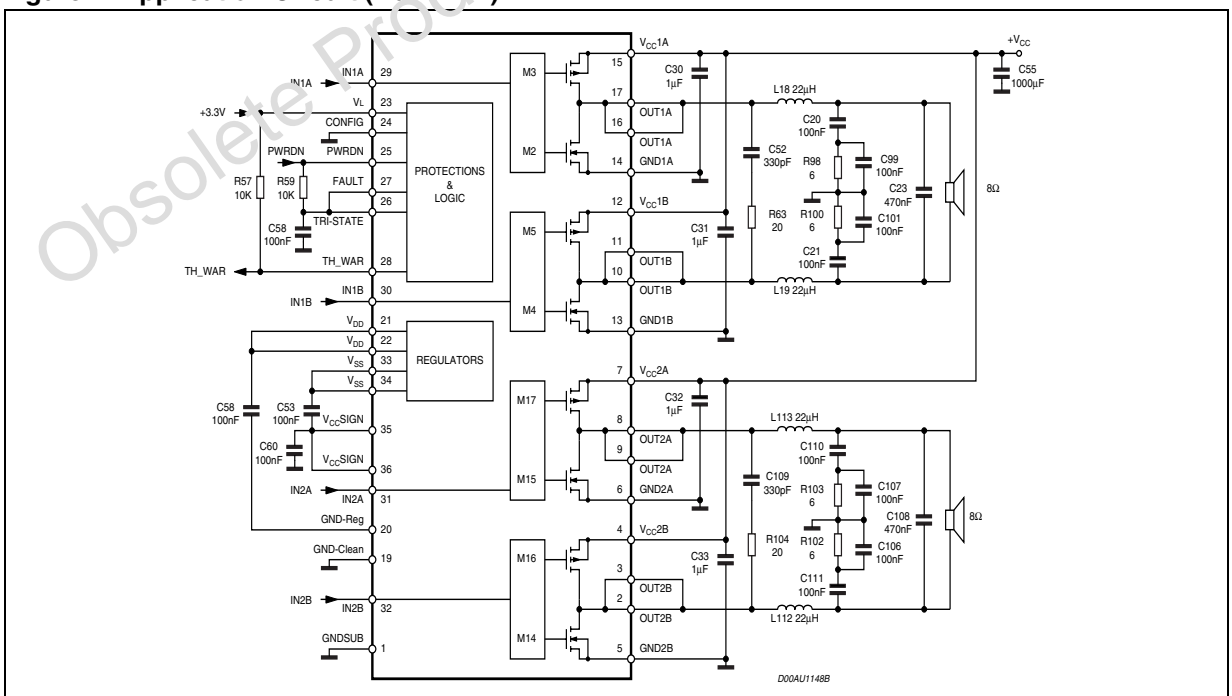 Obsolete Prod
+VCC
VCC1A
C55
1000µF
15
C30
1µF
M3
IN1A
IN1A
29
17
L18 22µH
OUT1A
C20
100nF
+3.3V
VL
23
16
OUT1A
CONFIG
24
M2
C52
330pF
C99
100nF
R98
6
PWRDN
PWRDN
25
14
GND1A
C23
470nF
8Ω
R57
10K
R59
10K
FAULT
27
PROTECTIONS
&
LOGIC
26
TRI-STATE
12
VCC1B
R63
20
R100
6
C101
100nF
C58
100nF
M5
C31
1µF
11
OUT1B
C21
100nF
TH_WAR
TH_WAR
28
10
OUT1B
L19 22µH
IN1B
IN1B
30
M4
VDD
21
13
GND1B
VDD
22
VSS
33
REGULATORS
VSS
34
7
VCC2A
C58
100nF
C53
100nF
M17
C32
1µF
VCCSIGN
35
8
OUT2A
L113 22µH
C60
100nF
9
OUT2A
C110
100nF
VCCSIGN
36
M15
C109
330pF
C107
100nF
IN2A
IN2A
31
6
GND2A
R103
6
C108
470nF
8Ω
GND-Reg
20
4
VCC2B
R104
20
R102
6
C106
100nF
GND-Clean
19
M16
C33
1µF
3
OUT2B
C111
100nF
IN2B
IN2B
32
2
OUT2B
L112 22µH
M14
GNDSUB
1
5
GND2B
D00AU1148B